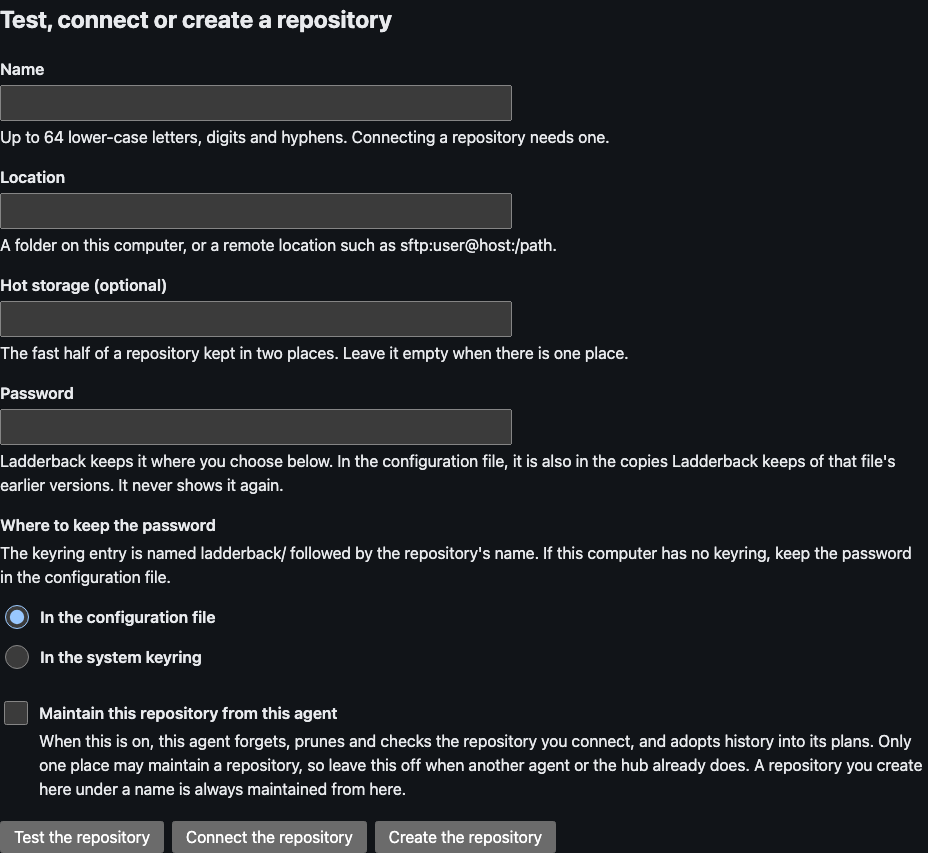 Test, connect or create a repository
Name
Up to 64 lower-case letters, digits and hyphens. Connecting a repository needs one.
Location
A folder on this computer, or a remote location such as sftp:user@host:/path.
Hot storage (optional)
The fast half of a repository kept in two places. Leave it empty when there is one place.
Password
Ladderback keeps it where you choose below. In the configuration file, it is also in the copies Ladderback keeps of that file's
earlier versions. It never shows it again.
Where to keep the password
The keyring entry is named ladderback/ followed by the repository's name. If this computer has no keyring, keep the password
in the configuration file.
In the configuration file
In the system keyring
Maintain this repository from this agent
When this is on, this agent forgets, prunes and checks the repository you connect, and adopts history into its plans. Only
one place may maintain a repository, so leave this off when another agent or the hub already does. A repository you create
here under a name is always maintained from here.
Test the repository Connect the repository Create the repository